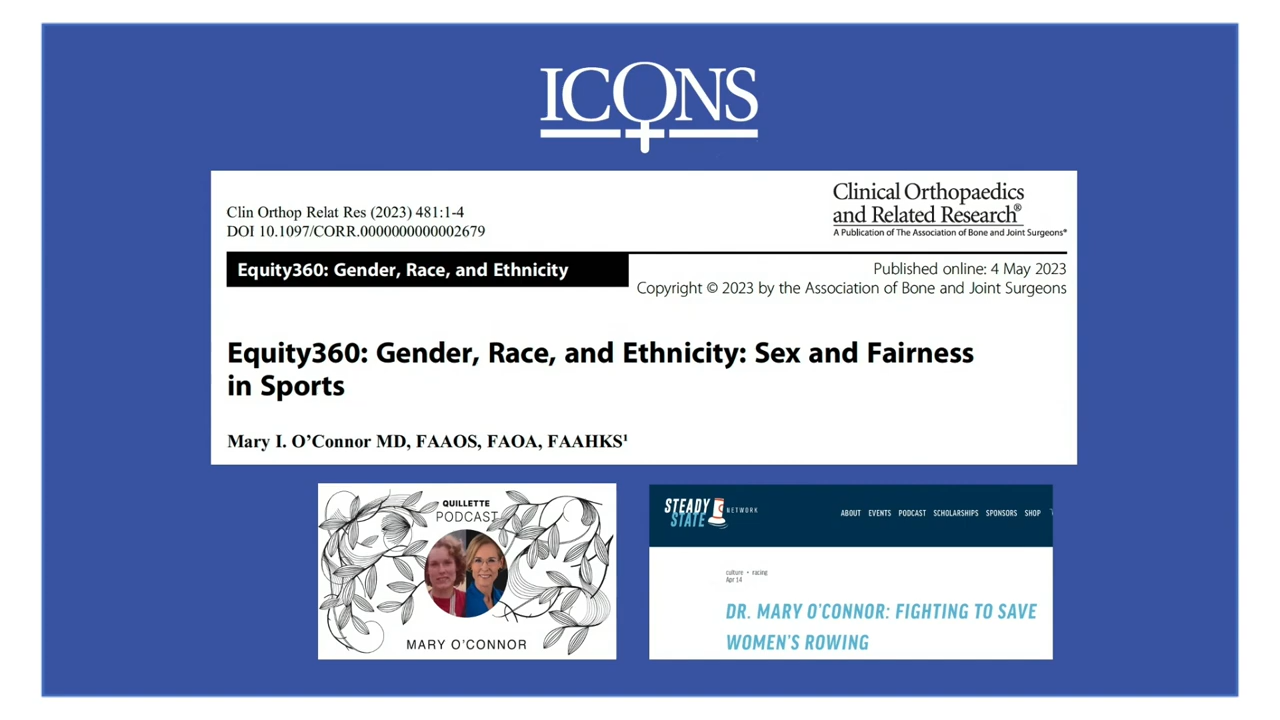 ICONS
Clin Orthop Relat Res (2023) 481:1-4
DOI 10.1097/CORR.0000000000002679
Clinical Orthopaedics
and Related Research®
A Publication of The Association of Bone and Joint Surgeons®
Equity360: Gender, Race, and Ethnicity
Published online: 4 May 2023
Copyright © 2023 by the Association of Bone and Joint Surgeons
Equity360: Gender, Race, and Ethnicity: Sex and Fairness
in Sports
Mary I. O’Connor MD, FAAOS, FAOA, FAAHKS¹
QUILLETTE
PODCAST
MARY O'CONNOR
STEADY
STATE NETWORK
ABOUT EVENTS PODCAST SCHOLARSHIPS SPONSORS SHOP
culture • racing
Apr 14
DR. MARY O'CONNOR: FIGHTING TO SAVE
WOMEN'S ROWING